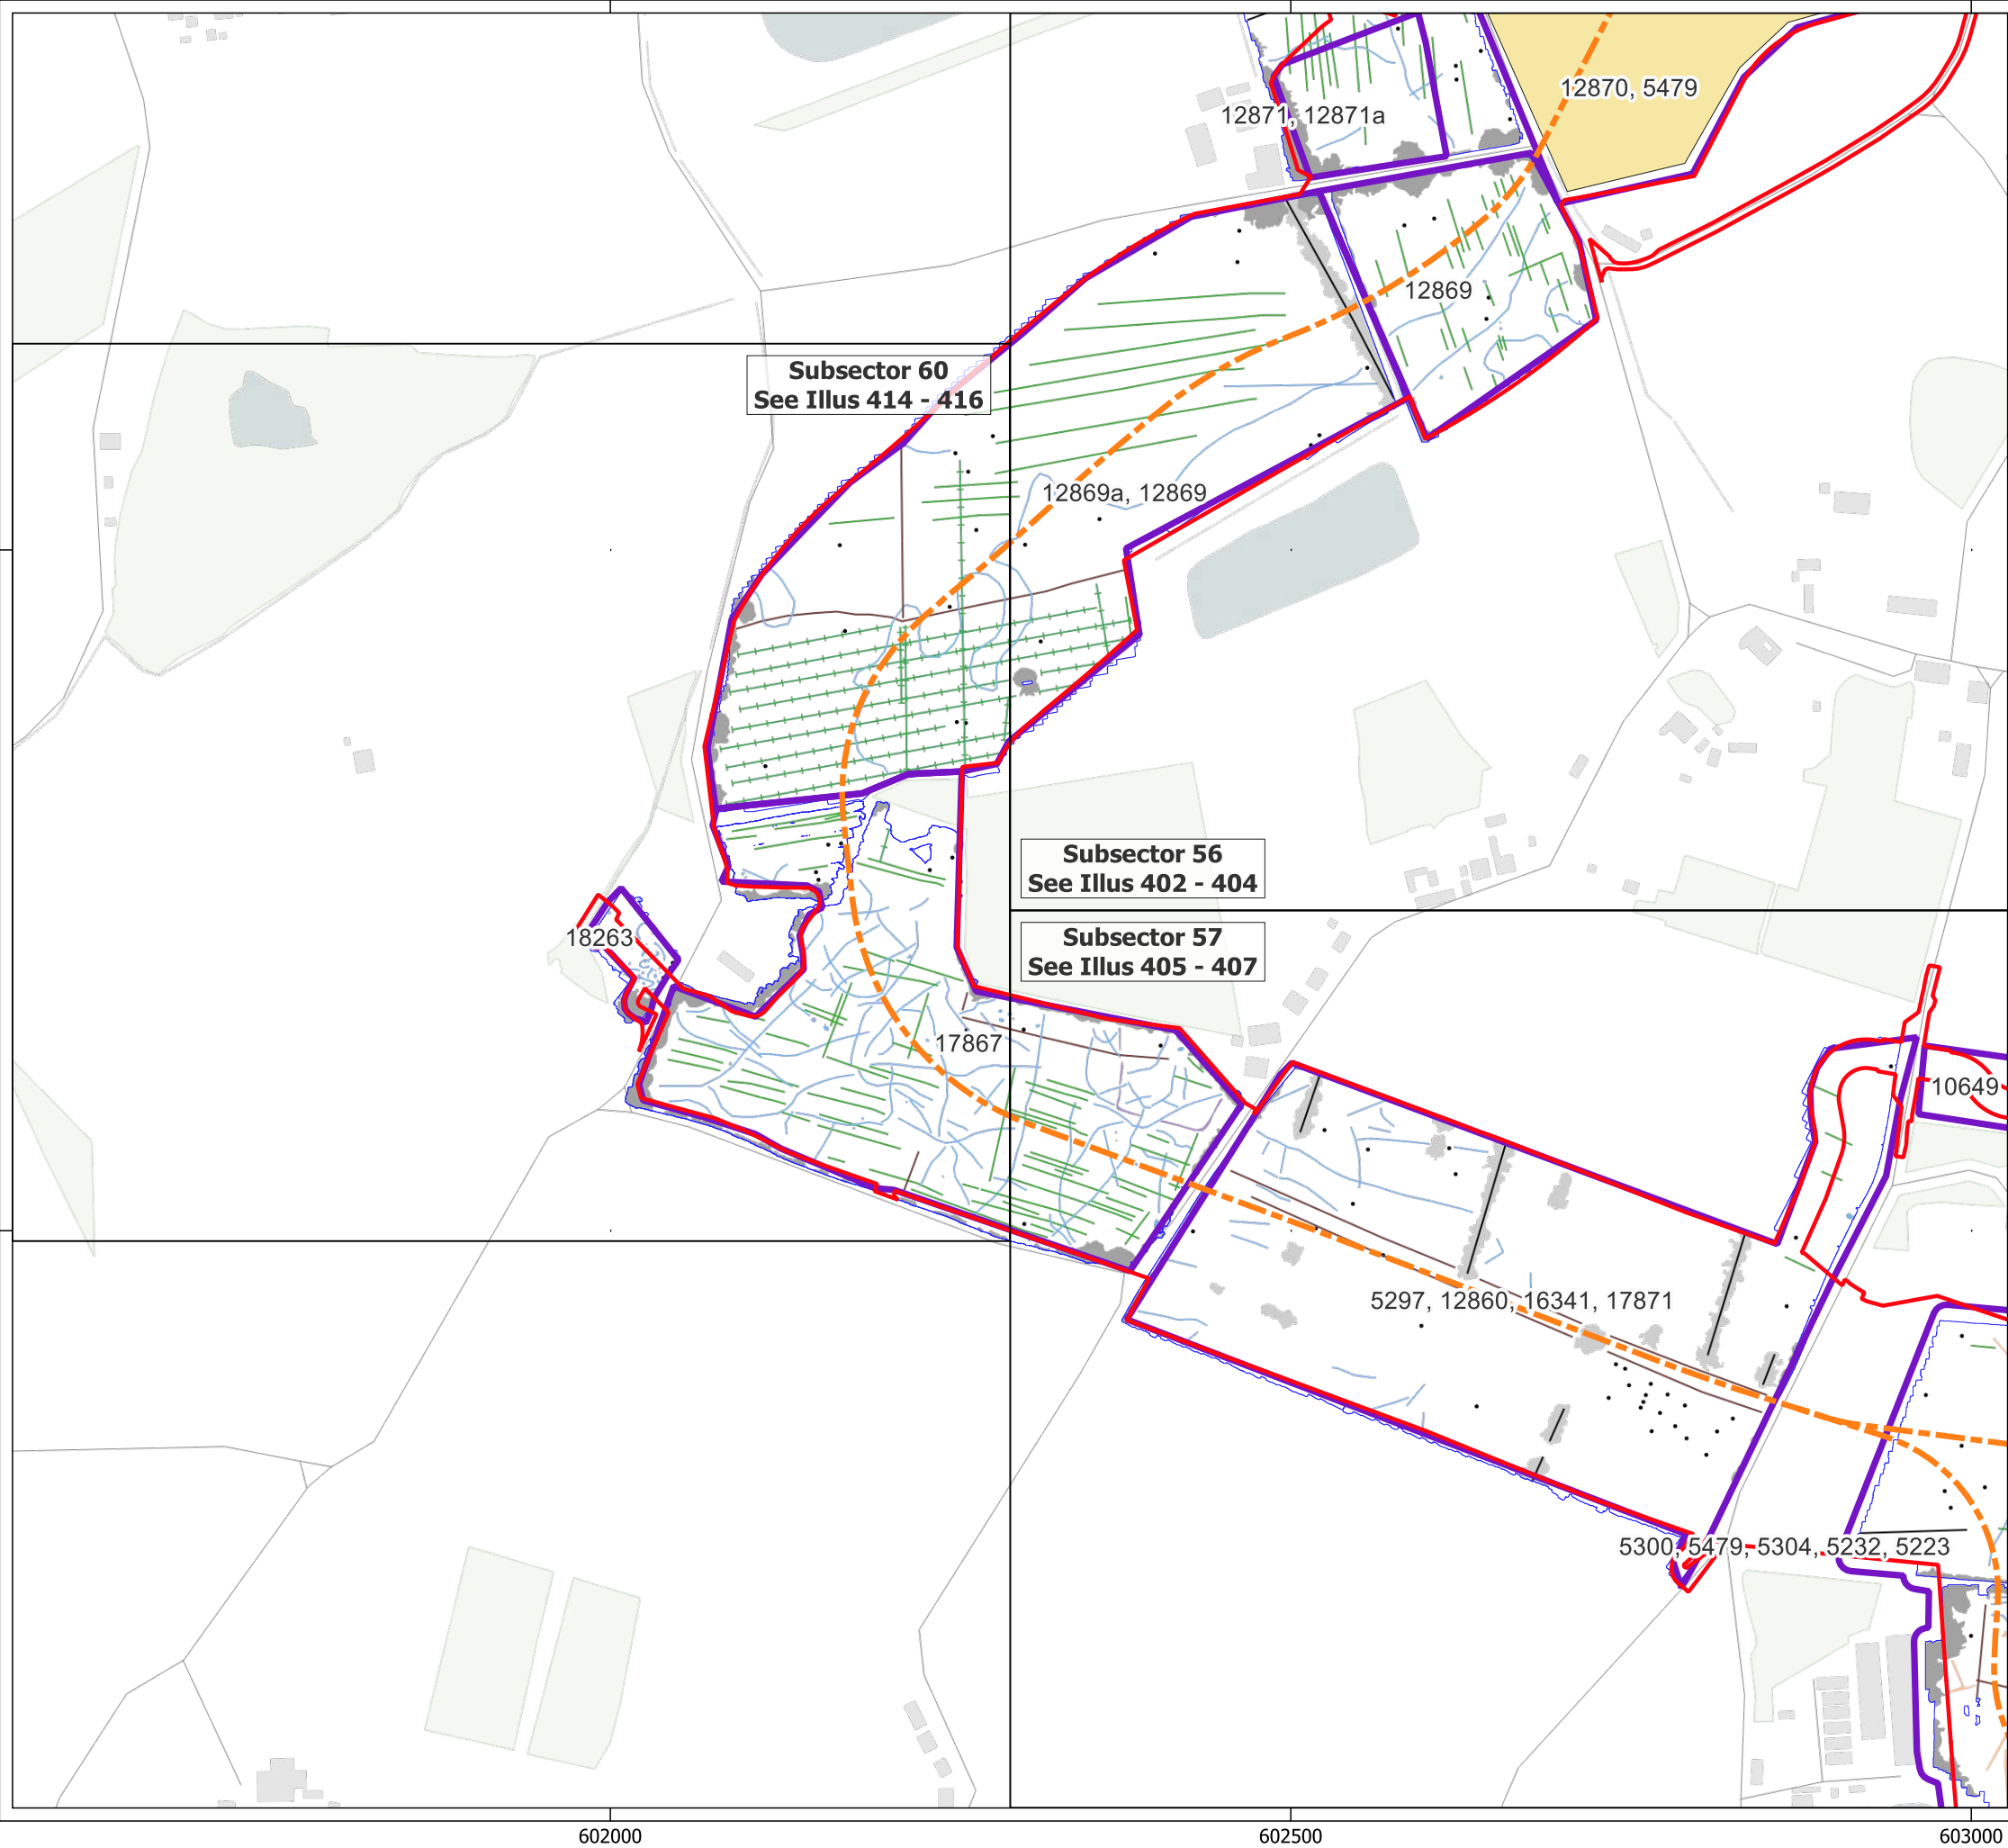 12870, 5479
12871, 12871a
12869
Subsector 60
See Illus 414 - 416
12869a, 12869
Subsector 56
See Illus 402 - 404
Subsector 57
See Illus 405 - 407
18263
17867
10649
5297, 12860, 16341, 17871
5300, 5479, 5304, 5232, 5223
602000
602500
603000